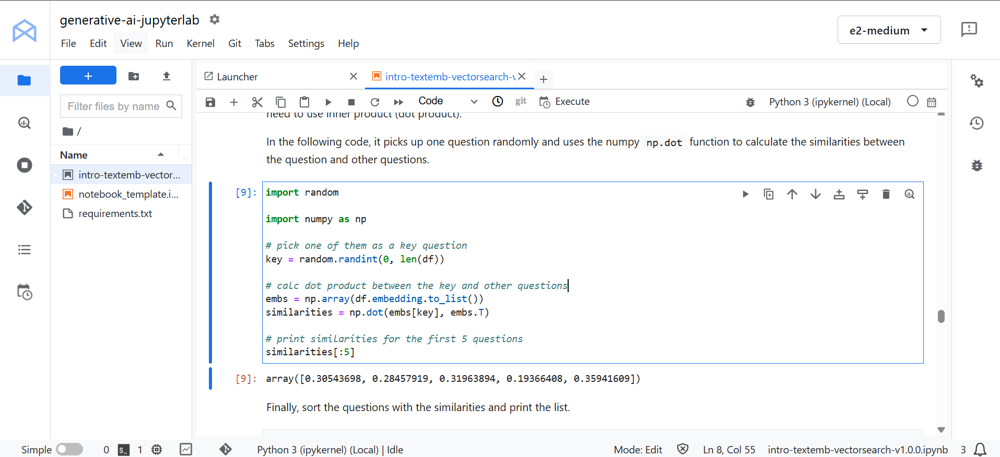 generative-ai-jupyterlab
File Edit View Run Kernel Git Tabs Settings Help
e2-medium
+
Filter files by name
/
Name
...
intro-textemb-vector...
notebook_template.i...
requirements.txt
Launcher
intro-textemb-vectorsearch-v
+
Code
git
Execute
Python 3 (ipykernel) (Local)
need to use inner product (dot product).
In the following code, it picks up one question randomly and uses the numpy np.dot function to calculate the similarities between
the question and other questions.
[9]:
import random
import numpy as np
# pick one of them as a key question
key = random.randint(0, len(df))
# calc dot product between the key and other questions
embs = np.array(df.embedding.to_list())
similarities = np.dot(embs[key], embs.T)
# print similarities for the first 5 questions
similarities[:5]
[9]: array([0.30543698, 0.28457919, 0.31963894, 0.19366408, 0.35941609])
Finally, sort the questions with the similarities and print the list.
Simple 0 $_ 1 Python 3 (ipykernel) (Local) | Idle Mode: Edit Ln 8, Col 55 intro-textemb-vectorsearch-v1.0.0.ipynb 3